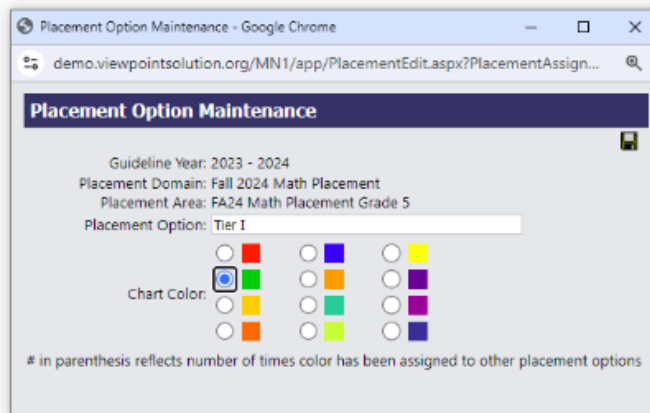 Placement Option Maintenance - Google Chrome
demo.viewpointsolution.org/MN1/app/PlacementEdit.aspx?PlacementAssign...
Placement Option Maintenance
Guideline Year: 2023 - 2024
Placement Domain: Fall 2024 Math Placement
Placement Area: FA24 Math Placement Grade 5
Placement Option: Tier I
Chart Color:
# in parenthesis reflects number of times color has been assigned to other placement options